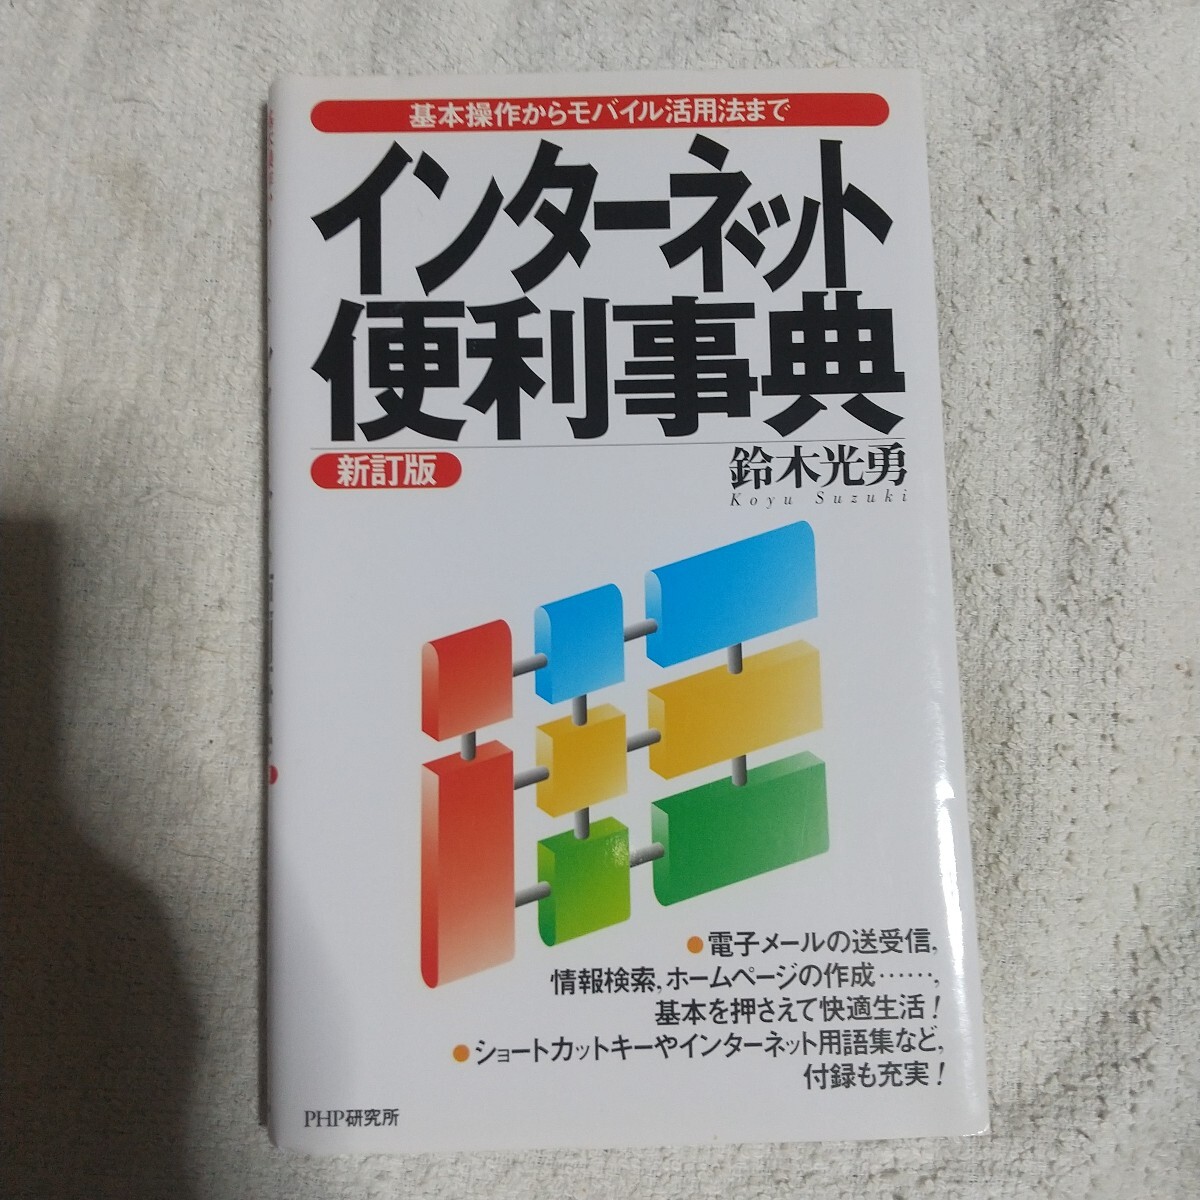 基本操作からモバイル活用法まで
インターネット
便利事典
新訂版
鈴木光勇
Koyu Suzuki
●電子メールの送受信,
情報検索,ホームページの作成……,
基本を押さえて快適生活!
●ショートカットキーやインターネット用語集など,
付録も充実!
PHP研究所